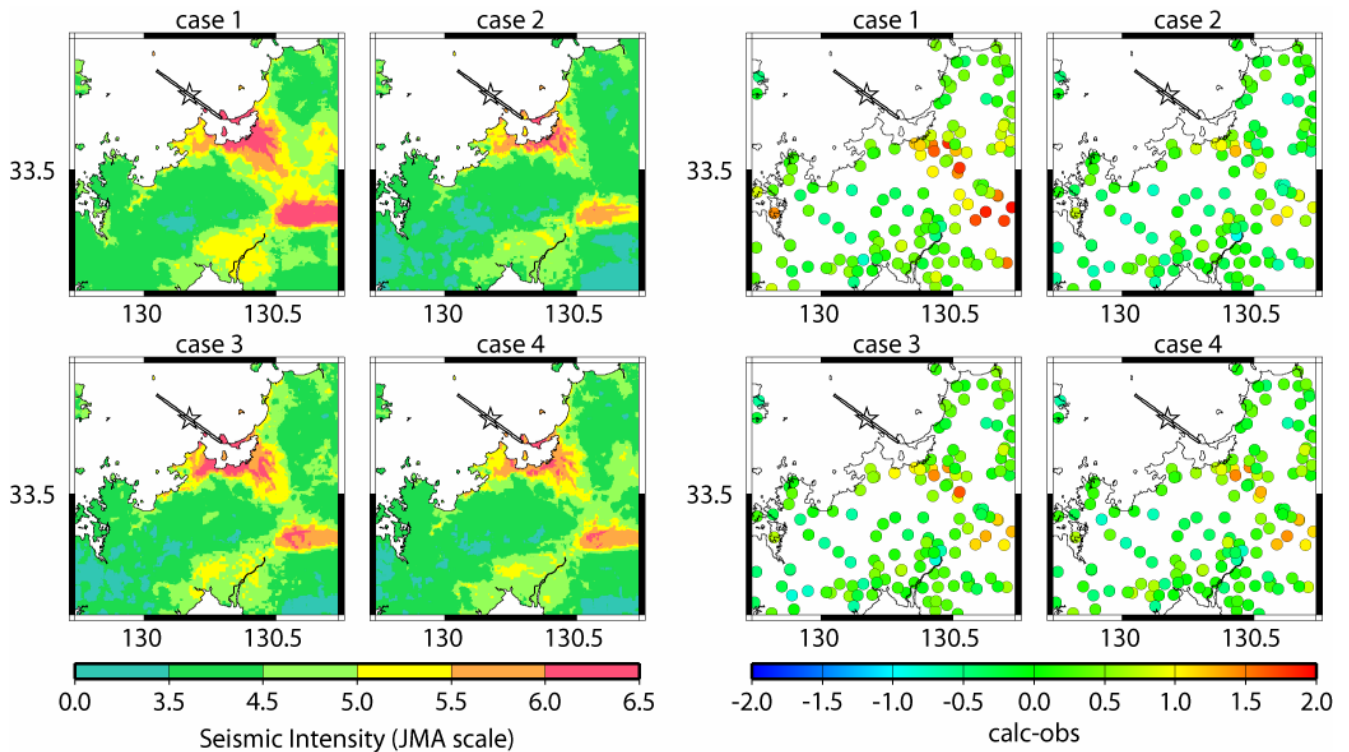 case 1 case 2 case 1 case 2
33.5 33.5
130 130.5 130 130.5 130 130.5 130 130.5
case 3 case 4 case 3 case 4
33.5 33.5
130 130.5 130 130.5 130 130.5 130 130.5
0.0 3.5 4.5 5.0 5.5 6.0 6.5 -2.0 -1.5 -1.0 -0.5 0.0 0.5 1.0 1.5 2.0
Seismic Intensity (JMA scale) calc-obs